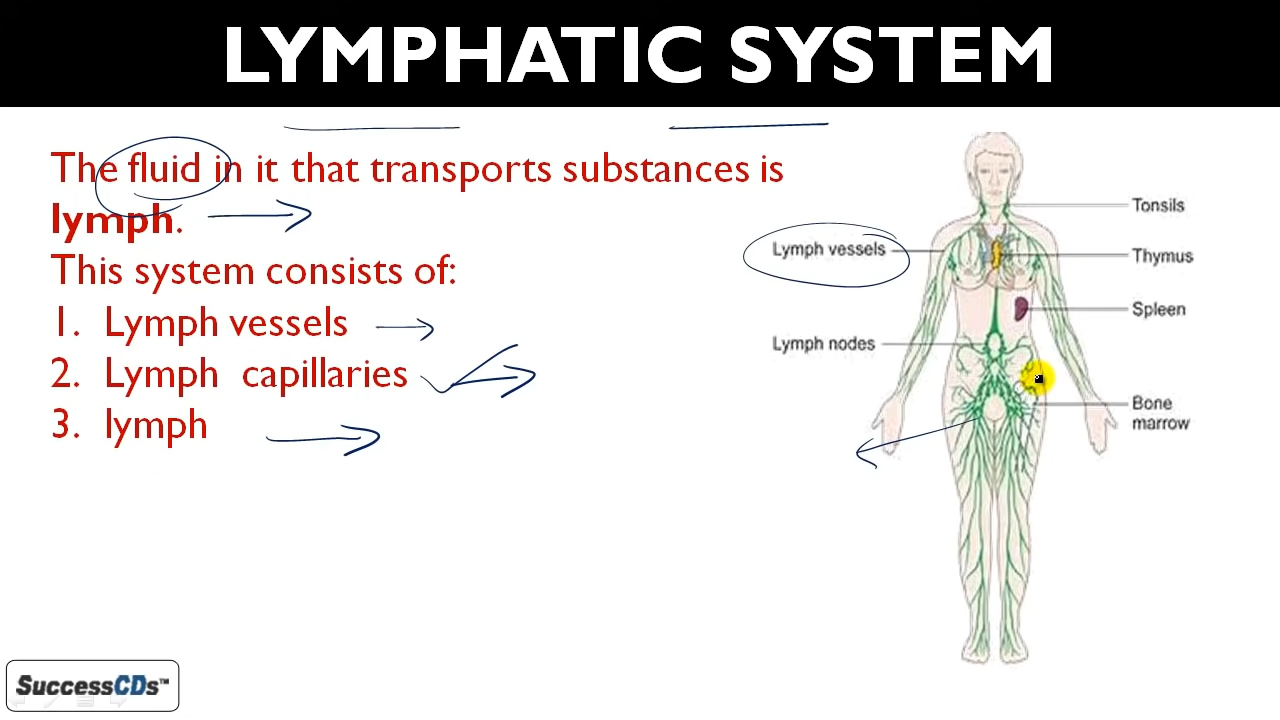 LYMPHATIC SYSTEM
The fluid in it that transports substances is
lymph.
This system consists of:
1. Lymph vessels
2. Lymph capillaries
3. lymph
Lymph vessels
Lymph nodes
Tonsils
Thymus
Spleen
Bone
marrow
SuccessCDs™